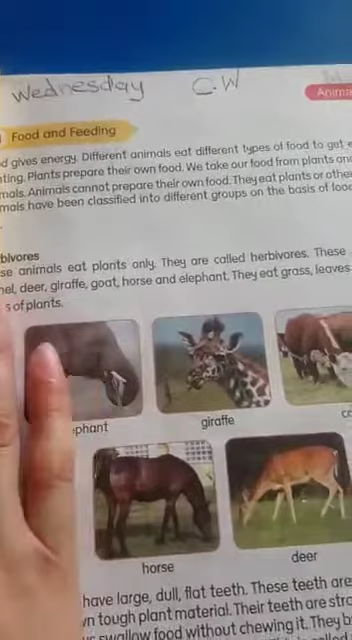 Wednesday C.W
Anima
Food and Feeding
d gives energy. Different animals eat different types of food to get e
ting. Plants prepare their own food. We take our food from plants and
mals. Animals cannot prepare their own food. They eat plants or othe
mals have been classified into different groups on the basis of food
bivores
se animals eat plants only. They are called herbivores. These
nel, deer, giraffe, goat, horse and elephant. They eat grass, leaves
s of plants.
phant giraffe co
horse deer
have large, dull, flat teeth. These teeth are
n tough plant material. Their teeth are stro
swallow food without chewing it. They b